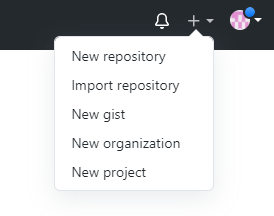 New repository
Import repository
New gist
New organization
New project